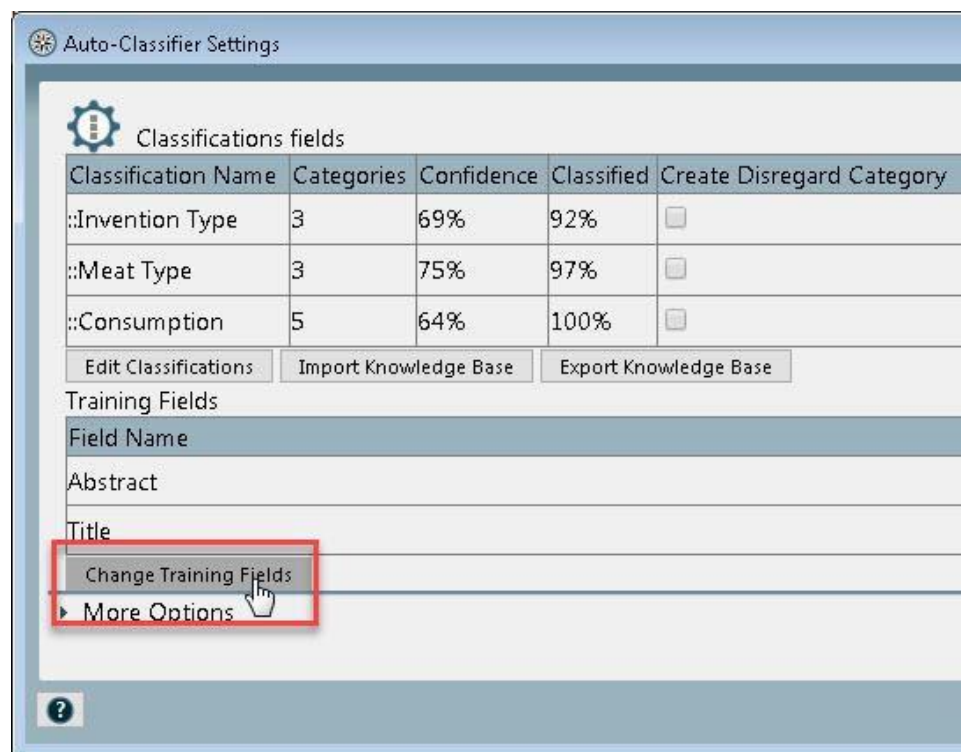 Auto-Classifier Settings
Classifications fields
Classification Name Categories Confidence Classified Create Disregard Category
::Invention Type 3 69% 92%
::Meat Type 3 75% 97%
::Consumption 5 64% 100%
Edit Classifications Import Knowledge Base Export Knowledge Base
Training Fields
Field Name
Abstract
Title
Change Training Fields
More Options
?